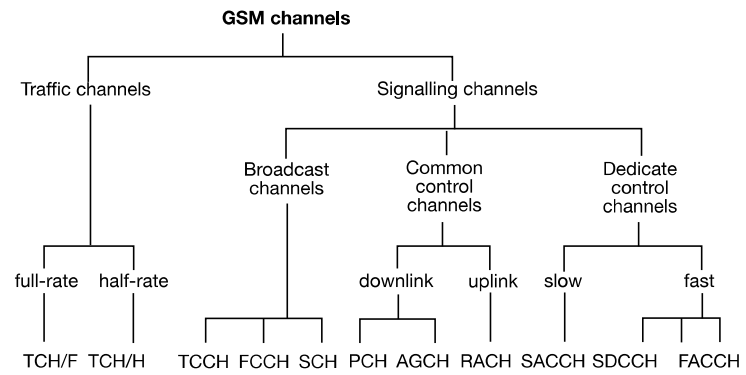 GSM channels
Traffic channels
Signalling channels
Broadcast
channels
Common
control
channels
Dedicate
control
channels
full-rate
half-rate
downlink
uplink
slow
fast
TCH/F
TCH/H
TCCH
FCCH
SCH
PCH
AGCH
RACH
SACCH
SDCCH
FACCH